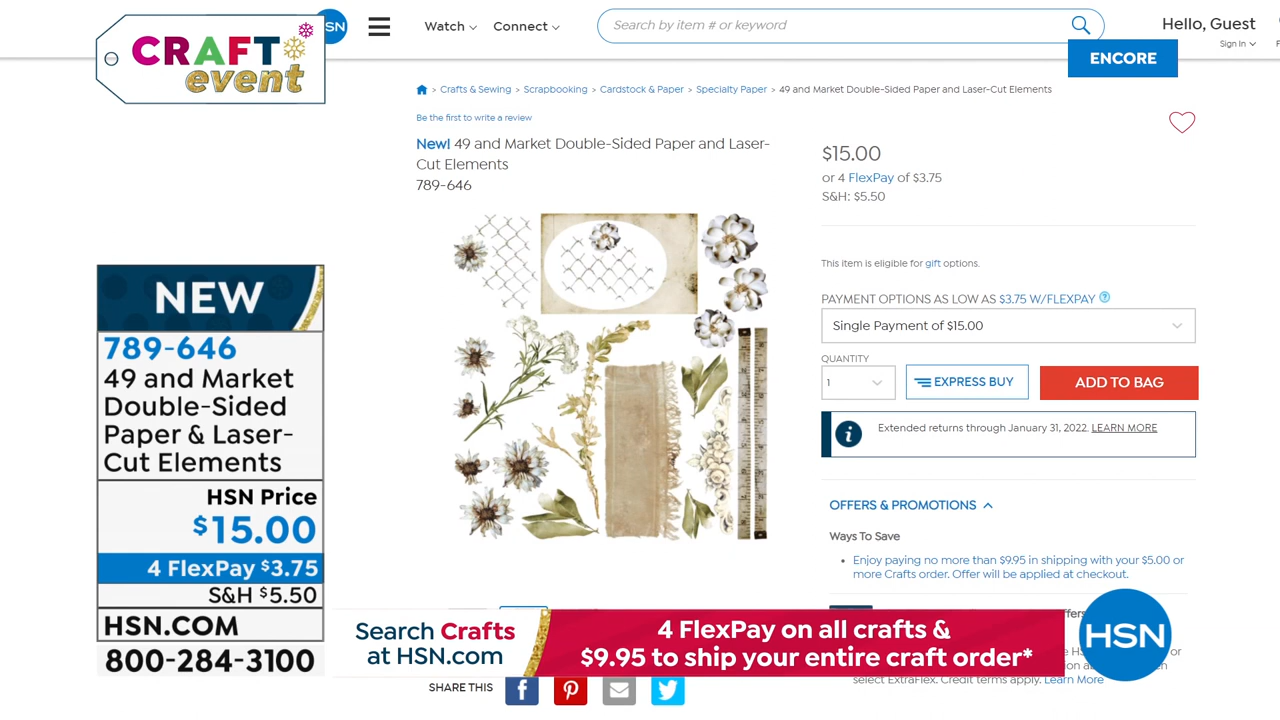 CRAFT
event
HSN
Watch
Connect
Search by item # or keyword
Hello, Guest
Sign In
ENCORE
> Crafts & Sewing > Scrapbooking > Cardstock & Paper > Specialty Paper > 49 and Market Double-Sided Paper and Laser-Cut Elements
Be the first to write a review
New! 49 and Market Double-Sided Paper and Laser-
Cut Elements
789-646
$15.00
or 4 FlexPay of $3.75
S&H: $5.50
This item is eligible for gift options.
PAYMENT OPTIONS AS LOW AS $3.75 W/FLEXPAY ?
Single Payment of $15.00
QUANTITY
1
EXPRESS BUY
ADD TO BAG
Extended returns through January 31, 2022. LEARN MORE
OFFERS & PROMOTIONS
Ways To Save
• Enjoy paying no more than $9.95 in shipping with your $5.00 or
more Crafts order. Offer will be applied at checkout.
select ExtraFlex. Credit terms apply. Learn More
NEW
789-646
49 and Market
Double-Sided
Paper & Laser-
Cut Elements
HSN Price
$15.00
4 FlexPay $3.75
S&H $5.50
HSN.COM
800-284-3100
Search Crafts
at HSN.com
4 FlexPay on all crafts &
$9.95 to ship your entire craft order*
HSN
SHARE THIS